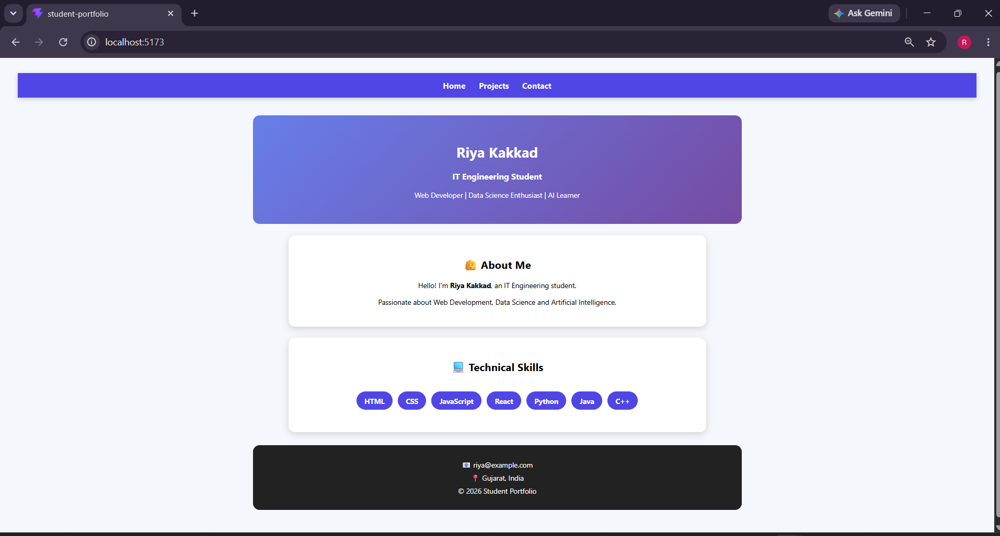 student-portfolio
Ask Gemini
localhost:5173
R
Home Projects Contact
Riya Kakkad
IT Engineering Student
Web Developer | Data Science Enthusiast | AI Learner
About Me
Hello! I'm Riya Kakkad, an IT Engineering student.
Passionate about Web Development, Data Science and Artificial Intelligence.
Technical Skills
HTML CSS JavaScript React Python Java C++
riya@example.com
Gujarat, India
© 2026 Student Portfolio